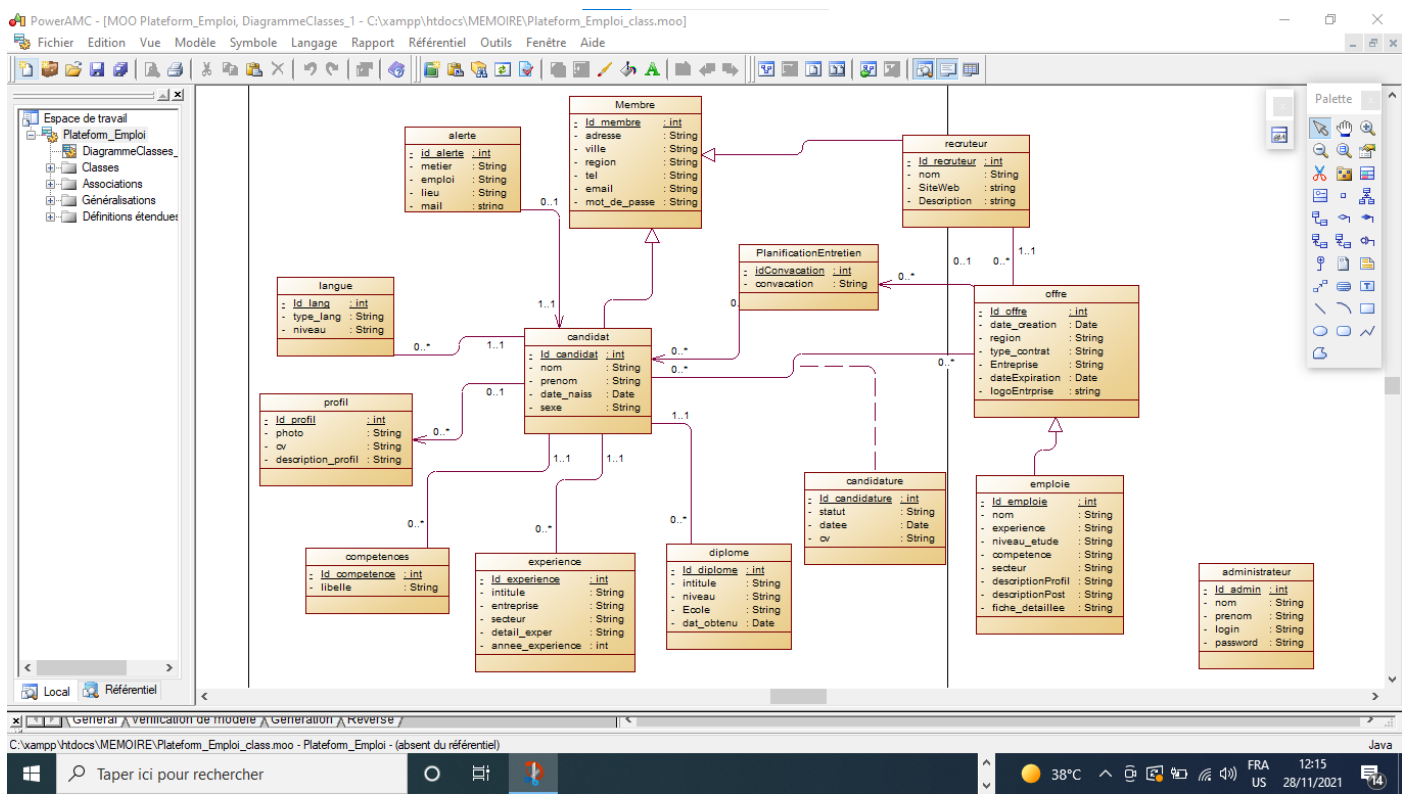 PowerAMC - [MOO Plateform_Emploi, DiagrammeClasses_1 - C:\xampp\htdocs\MEMOIRE\Plateform_Emploi_class.moo]
Fichier Edition Vue Modèle Symbole Langage Rapport Référentiel Outils Fenêtre Aide
Espace de travail
Plateform_Emploi
DiagrammeClasses_
Classes
Associations
Généralisations
Définitions étendues
Local
Référentiel
Palette
Membre
- Id_membre : int
- adresse : String
- ville : String
- region : String
- tel : String
- email : String
- mot_de_passe : String
alerte
- id_alerte : int
- metier : String
- emploi : String
- lieu : String
- mail : string
0..1
1..1
recruteur
- Id_recruteur : int
- nom : String
- SiteWeb : string
- Description : string
0..1
0..*
1..1
PlanificationEntretien
- idConvacation : int
- convacation : String
0..*
0.
0..*
langue
- Id_lang : int
- type_lang : String
- niveau : String
0..*
1..1
candidat
- Id_candidat : int
- nom : String
- prenom : String
- date_naiss : Date
- sexe : String
0..*
0..*
offre
- Id_offre : int
- date_creation : Date
- region : String
- type_contrat : String
- Entreprise : String
- dateExpiration : Date
- logoEntrprise : string
profil
- Id_profil : int
- photo : String
- cv : String
- description_profil : String
0..1
0..*
1..1
1..1
1..1
0..*
0..*
0..*
candidature
- Id_candidature : int
- statut : String
- datee : Date
- cv : String
emploie
- Id_emploie : int
- nom : String
- experience : String
- niveau_etude : String
- competence : String
- secteur : String
- descriptionProfil : String
- descriptionPost : String
- fiche_detaillee : String
competences
- Id_competence : int
- libelle : String
experience
- Id_experience : int
- intitule : String
- entreprise : String
- secteur : String
- detail_exper : String
- annee_experience : int
diplome
- Id_diplome : int
- intitule : String
- niveau : String
- Ecole : String
- dat_obtenu : Date
administrateur
- Id_admin : int
- nom : String
- prenom : String
- login : String
- password : String
Général Vérification de modèle Génération Reverse
C:\xampp\htdocs\MEMOIRE\Plateform_Emploi_class.moo - Plateform_Emploi - (absent du référentiel)
Java
Taper ici pour rechercher
38°C
FRA
US
12:15
28/11/2021
14